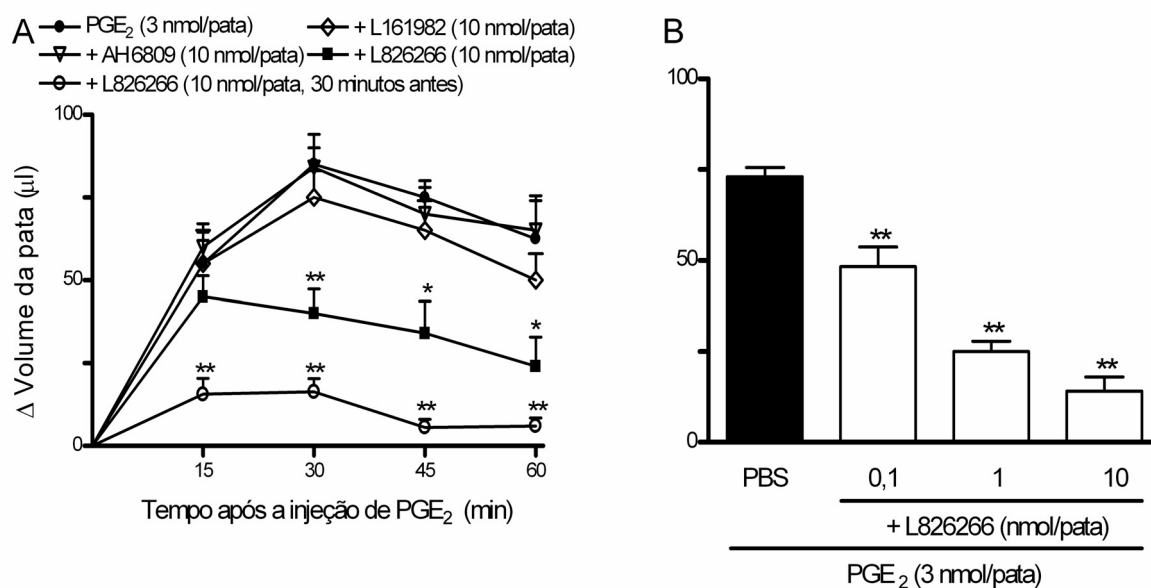 A
PGE2 (3 nmol/pata)
+ L161982 (10 nmol/pata)
+ AH6809 (10 nmol/pata)
+ L826266 (10 nmol/pata)
+ L826266 (10 nmol/pata, 30 minutos antes)
100
50
0
Δ Volume da pata (μl)
** * *
** ** ** **
15 30 45 60
Tempo após a injeção de PGE2 (min)
B
100
50
0
** ** **
PBS 0,1 1 10
+ L826266 (nmol/pata)
PGE2 (3 nmol/pata)